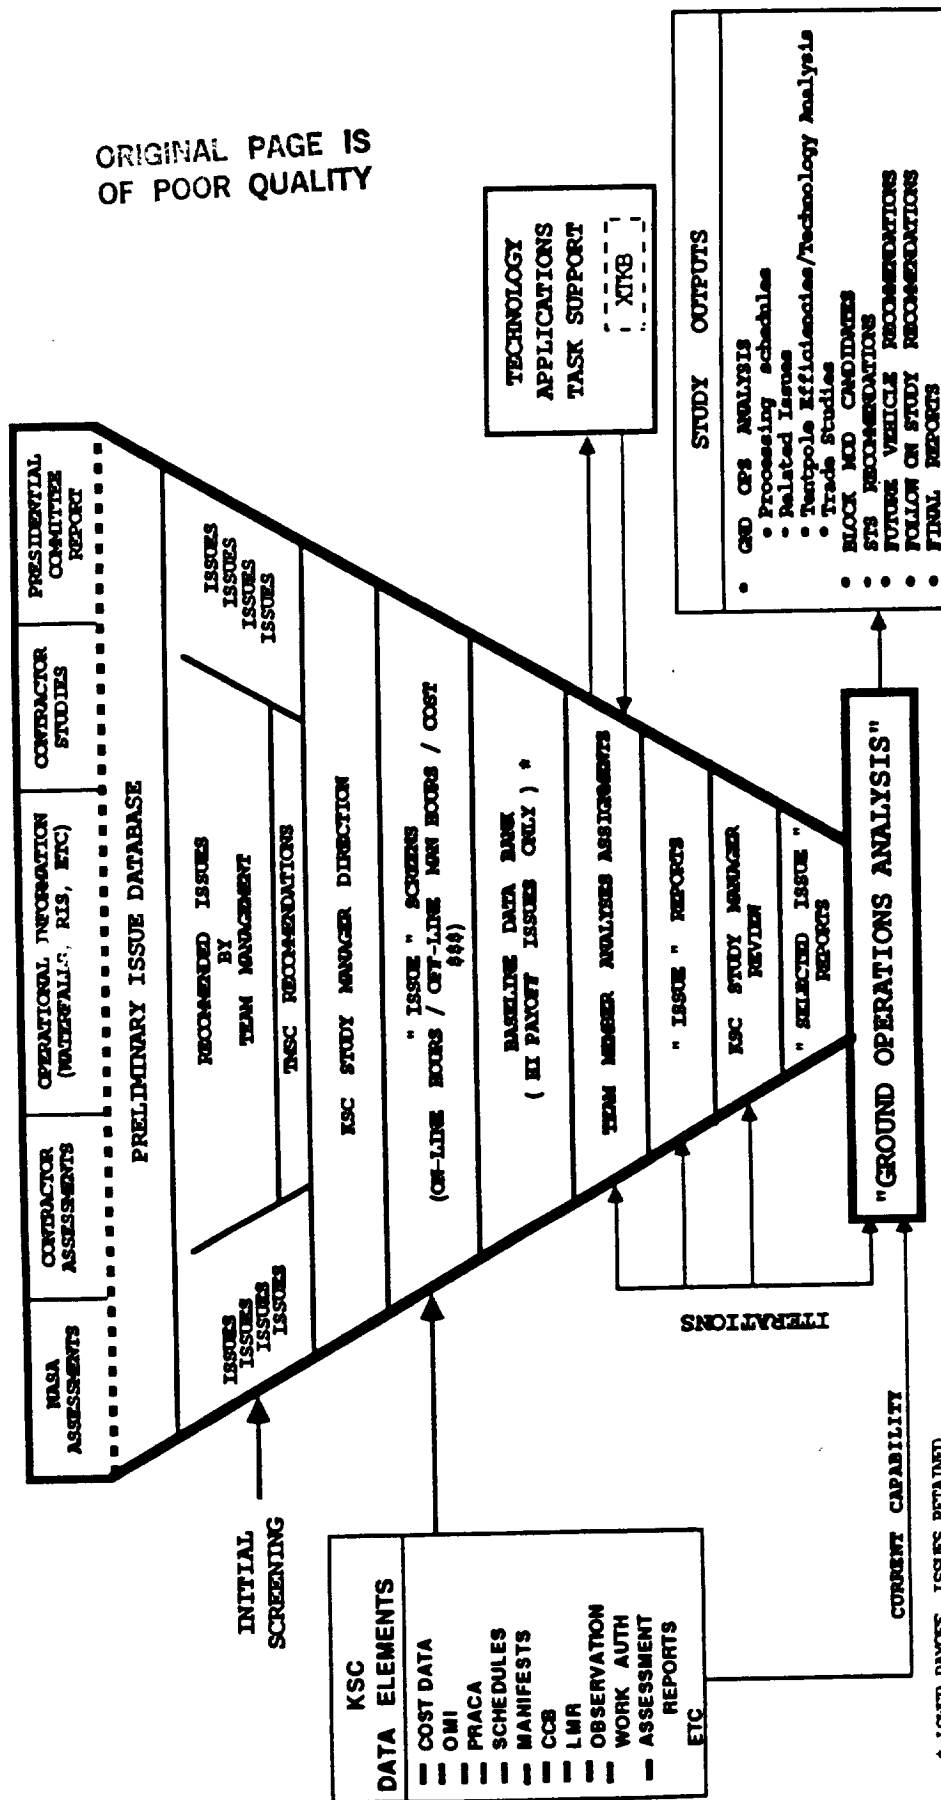 ORIGINAL PAGE IS
OF POOR QUALITY
NASA
ASSESSMENTS
CONTRACTOR
ASSESSMENTS
OPERATIONAL INFORMATION
(WATERFALLS, RIS, ETC)
CONTRACTOR
STUDIES
PRESIDENTIAL
COMMITTEE
REPORT
PRELIMINARY ISSUE DATABASE
INITIAL
SCREENING
ISSUES
ISSUES
ISSUES
ISSUES
RECOMMENDED ISSUES
BY
TEAM MANAGEMENT
TMSC RECOMMENDATIONS
ISSUES
ISSUES
ISSUES
ISSUES
KSC STUDY MANAGER DIRECTION
" ISSUE " SCREENS
(ON-LINE HOURS / OFF-LINE MAN HOURS / COST
$$$)
BASELINE DATA BANK
( HI PAYOFF ISSUES ONLY ) *
TEAM MEMBER ANALYSES ASSIGNMENTS
" ISSUE " REPORTS
KSC STUDY MANAGER
REVIEW
" SELECTED ISSUE "
REPORTS
"GROUND OPERATIONS ANALYSIS"
KSC
DATA ELEMENTS
— COST DATA
— OMI
— PRACA
— SCHEDULES
— MANIFESTS
— CCB
— LMR
— OBSERVATION
— WORK AUTH
— ASSESSMENT
REPORTS
ETC
ITERATIONS
CURRENT CAPABILITY
TECHNOLOGY
APPLICATIONS
TASK SUPPORT
XTKB
STUDY OUTPUTS
• GND OPS ANALYSIS
• Processing schedules
• Related Issues
• Tentpole Efficiencies/Technology Analysis
• Trade Studies
• BLOCK MOD CANDIDATES
• STS RECOMMENDATIONS
• FUTURE VEHICLE RECOMMENDATIONS
• FOLLOW ON STUDY RECOMMENDATIONS
• FINAL REPORTS
* LOWER PAYOFF ISSUES RETAINED